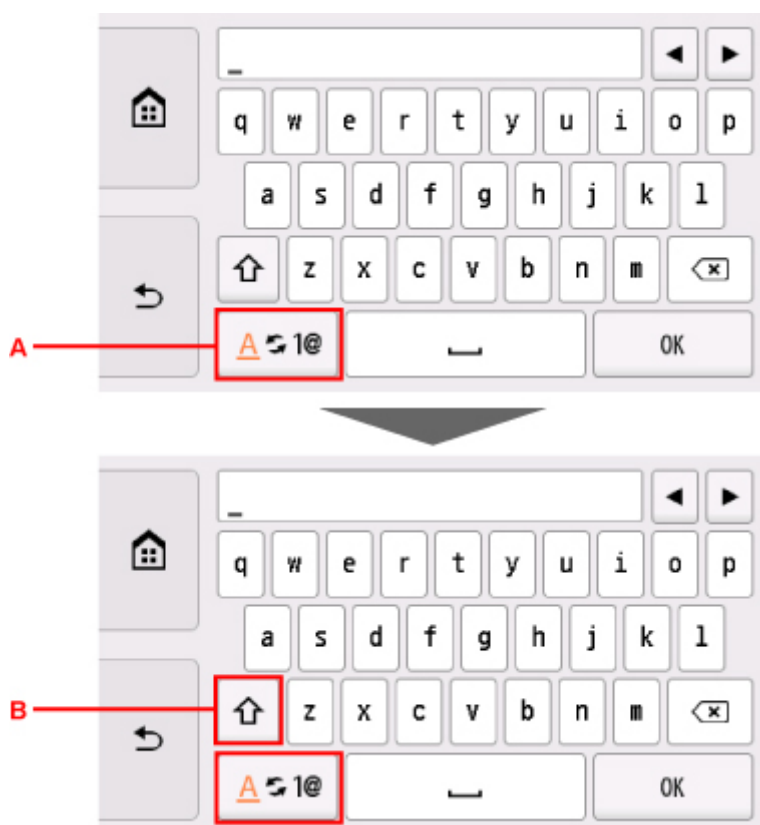 _
q w e r t y u i o p
a s d f g h j k l
z x c v b n m
A
A 1@ OK
_
q w e r t y u i o p
a s d f g h j k l
B
z x c v b n m
A 1@ OK